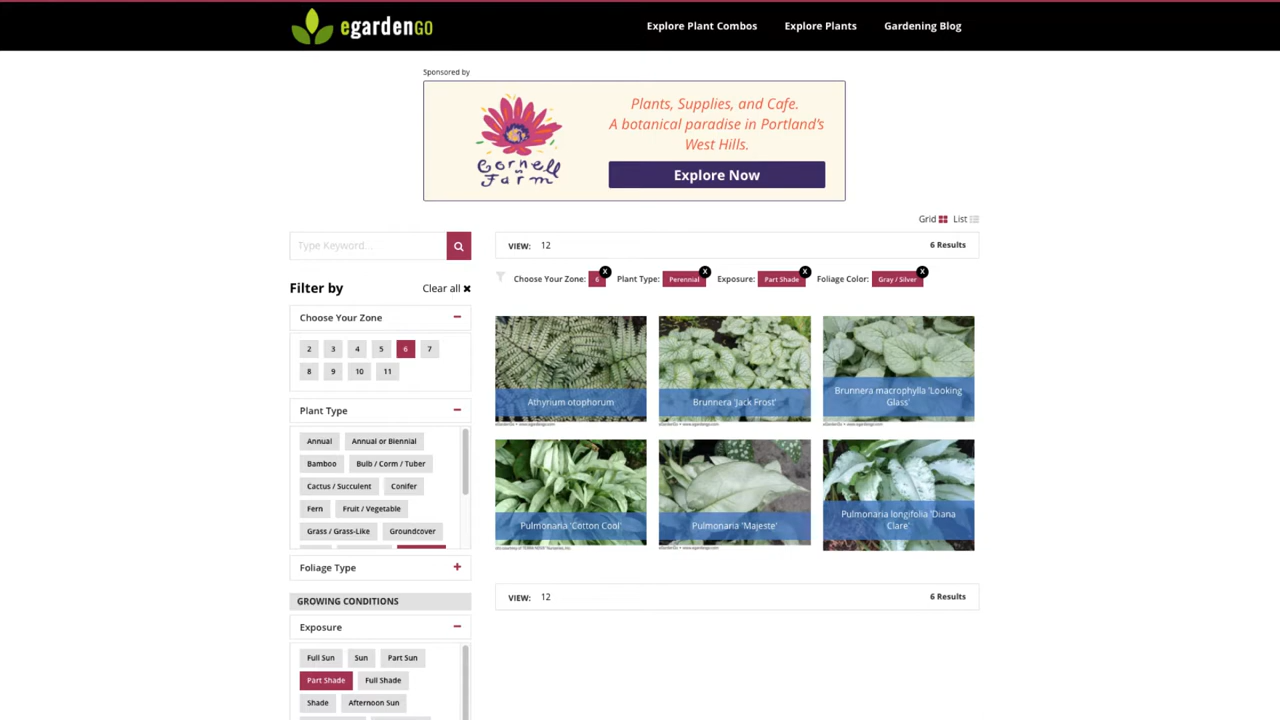 egardengo
Explore Plant Combos
Explore Plants
Gardening Blog
Sponsored by
Cornell Farm
Plants, Supplies, and Cafe.
A botanical paradise in Portland's
West Hills.
Explore Now
Grid
List
Type Keyword...
VIEW: 12
6 Results
Filter by
Clear all x
Choose Your Zone: 6 x Plant Type: Perennial x Exposure: Part Shade x Foliage Color: Gray / Silver x
Choose Your Zone
2 3 4 5 6 7
8 9 10 11
Plant Type
Annual Annual or Biennial
Bamboo Bulb / Corm / Tuber
Cactus / Succulent Conifer
Fern Fruit / Vegetable
Grass / Grass-Like Groundcover
Foliage Type
GROWING CONDITIONS
Exposure
Full Sun Sun Part Sun
Part Shade Full Shade
Shade Afternoon Sun
Athyrium otophorum
Brunnera 'Jack Frost'
Brunnera macrophylla 'Looking
Glass'
Pulmonaria 'Cotton Cool'
Pulmonaria 'Majeste'
Pulmonaria longifolia 'Diana
Clare'
VIEW: 12
6 Results